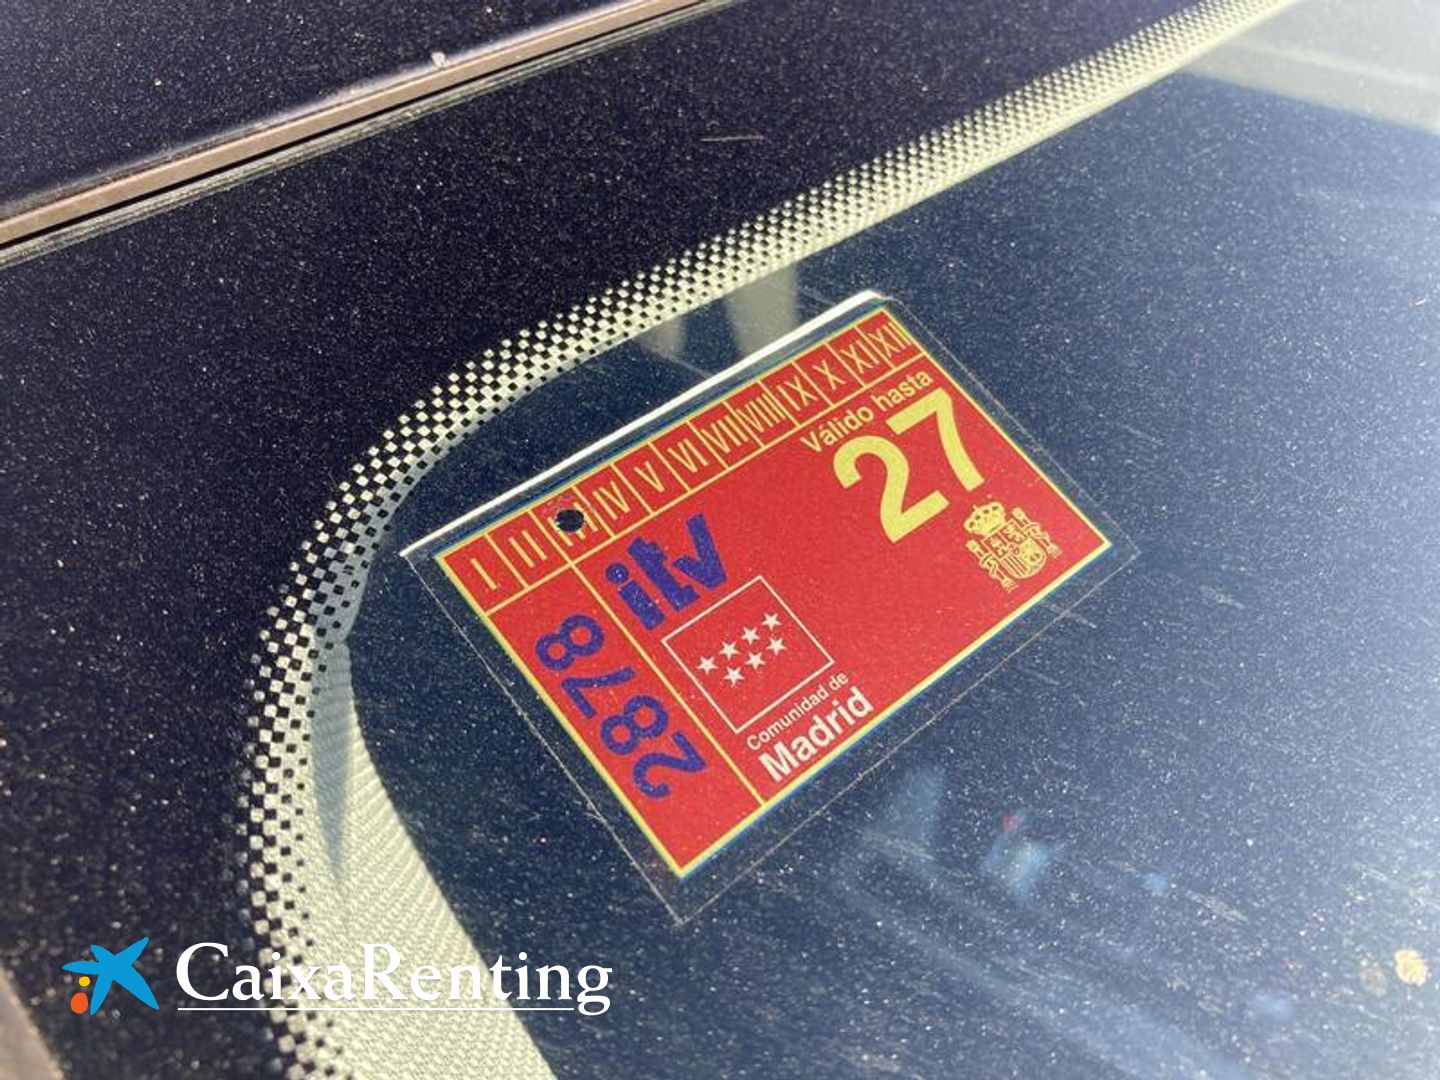 I II III IV V VI VII VIII IX X XI XII
Válido hasta
27
itv
2878
Comunidad de
Madrid
CaixaRenting